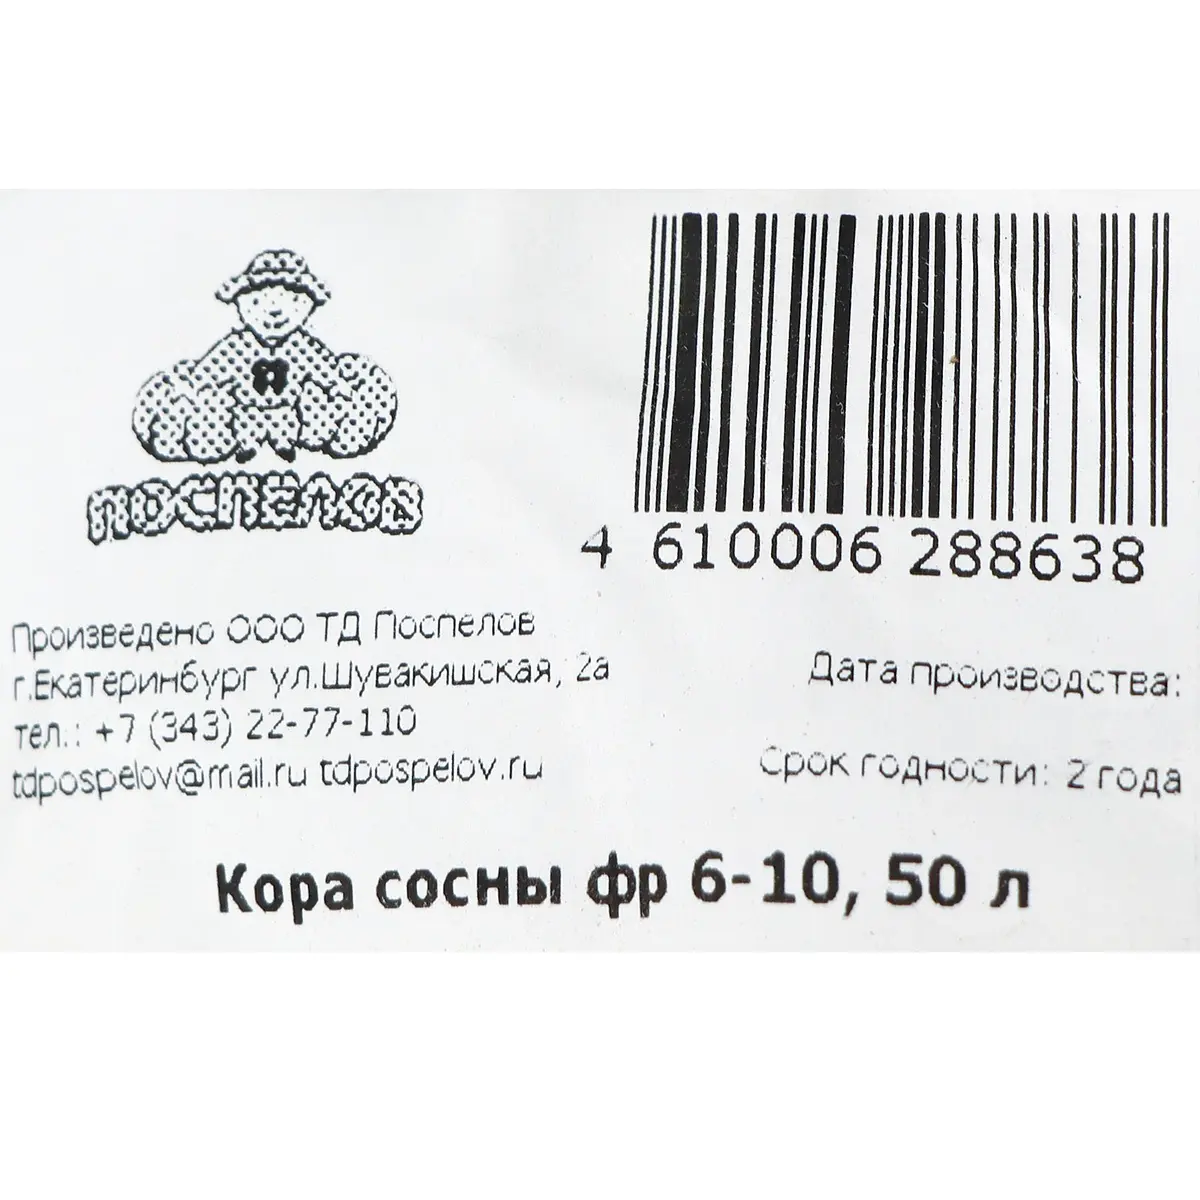 Я
ПОСПЕЛОВ
4 610006 288638
Произведено ООО ТД Поспелов
г.Екатеринбург ул.Шувакишская, 2а
тел.: +7 (343) 22-77-110
tdpospelov@mail.ru tdpospelov.ru
Дата производства:
Срок годности: 2 года
Кора сосны фр 6-10, 50 л